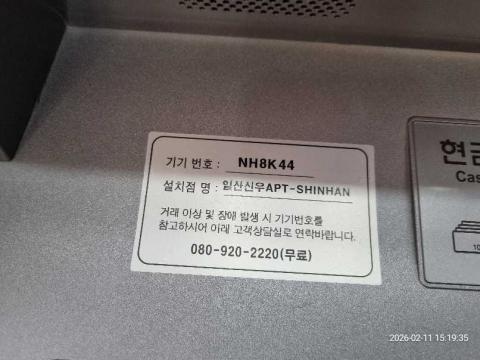 기기 번호 : NH8K44
설치점 명 : 일산신우APT-SHINHAN
거래 이상 및 장애 발생 시 기기번호를
참고하시어 아래 고객상담실로 연락바랍니다.
080-920-2220(무료)
현금
Cas
10
2026-02-11 15:19:35